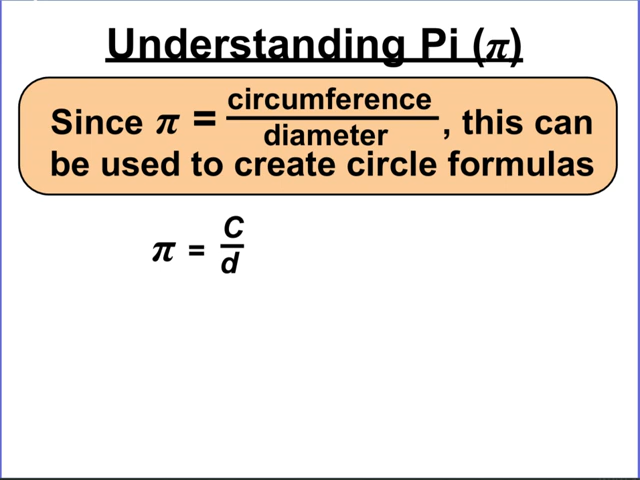 Understanding Pi (π)
Since π = circumference / diameter , this can
be used to create circle formulas
π = C / d